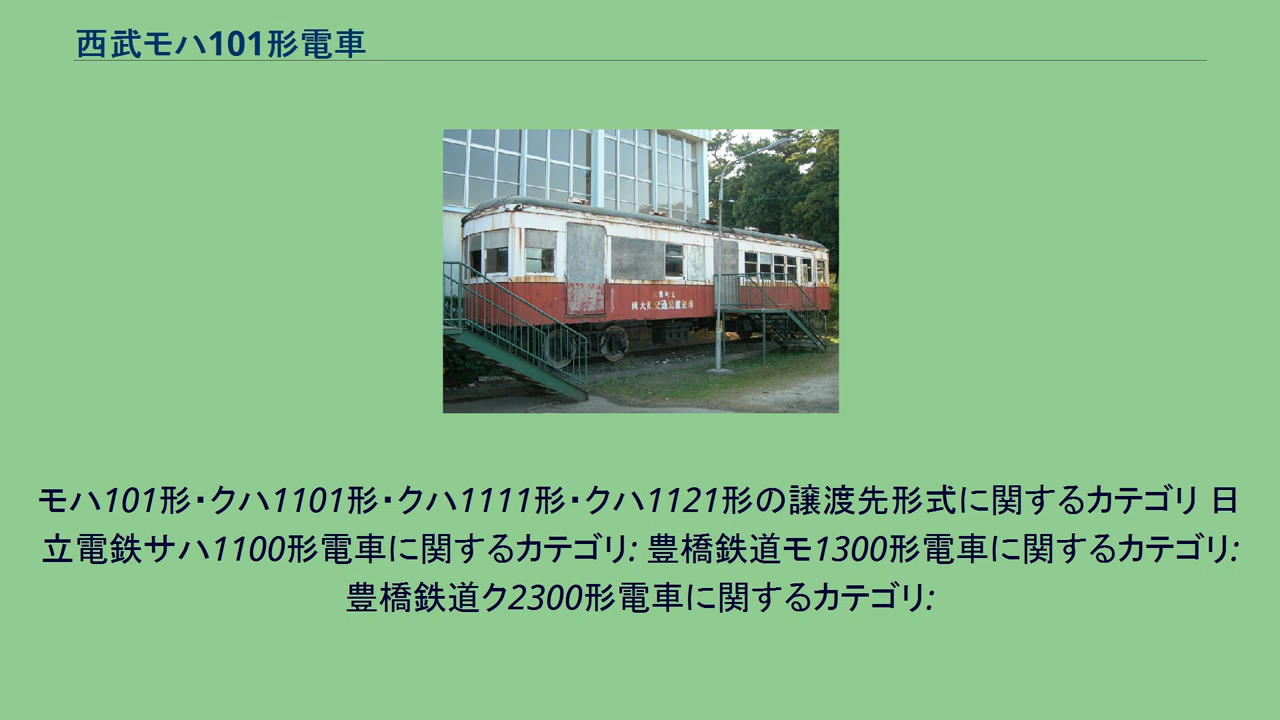 西武モハ101形電車
モハ101形・クハ1101形・クハ1111形・クハ1121形の譲渡先形式に関するカテゴリ 日
立電鉄サハ1100形電車に関するカテゴリ: 豊橋鉄道モ1300形電車に関するカテゴリ:
豊橋鉄道ク2300形電車に関するカテゴリ: